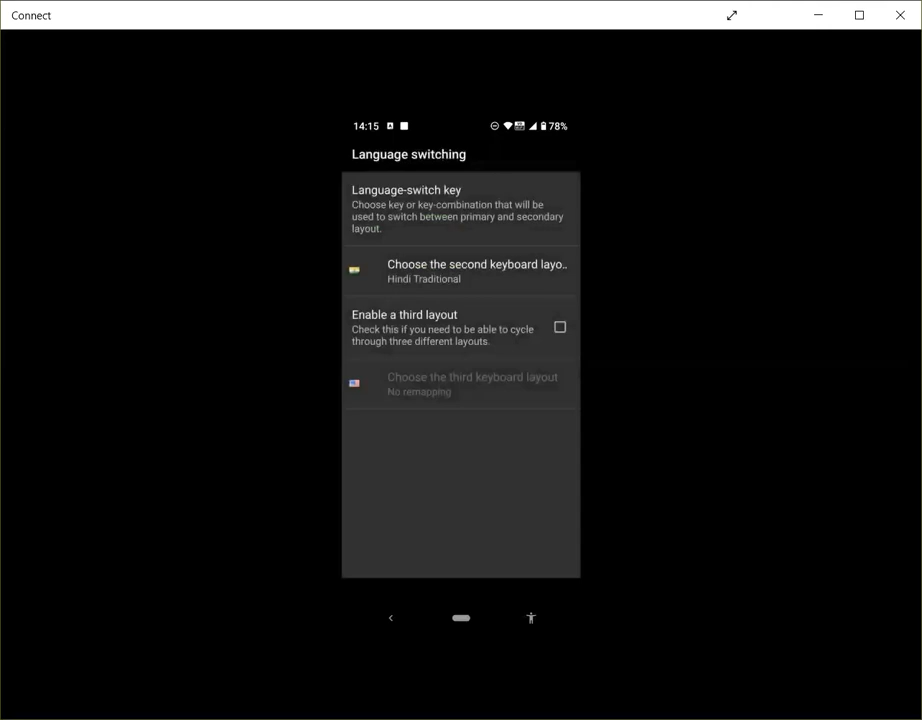 Connect
14:15 78%
Language switching
Language-switch key
Choose key or key-combination that will be
used to switch between primary and secondary
layout.
Choose the second keyboard layo..
Hindi Traditional
Enable a third layout
Check this if you need to be able to cycle
through three different layouts.
Choose the third keyboard layout
No remapping